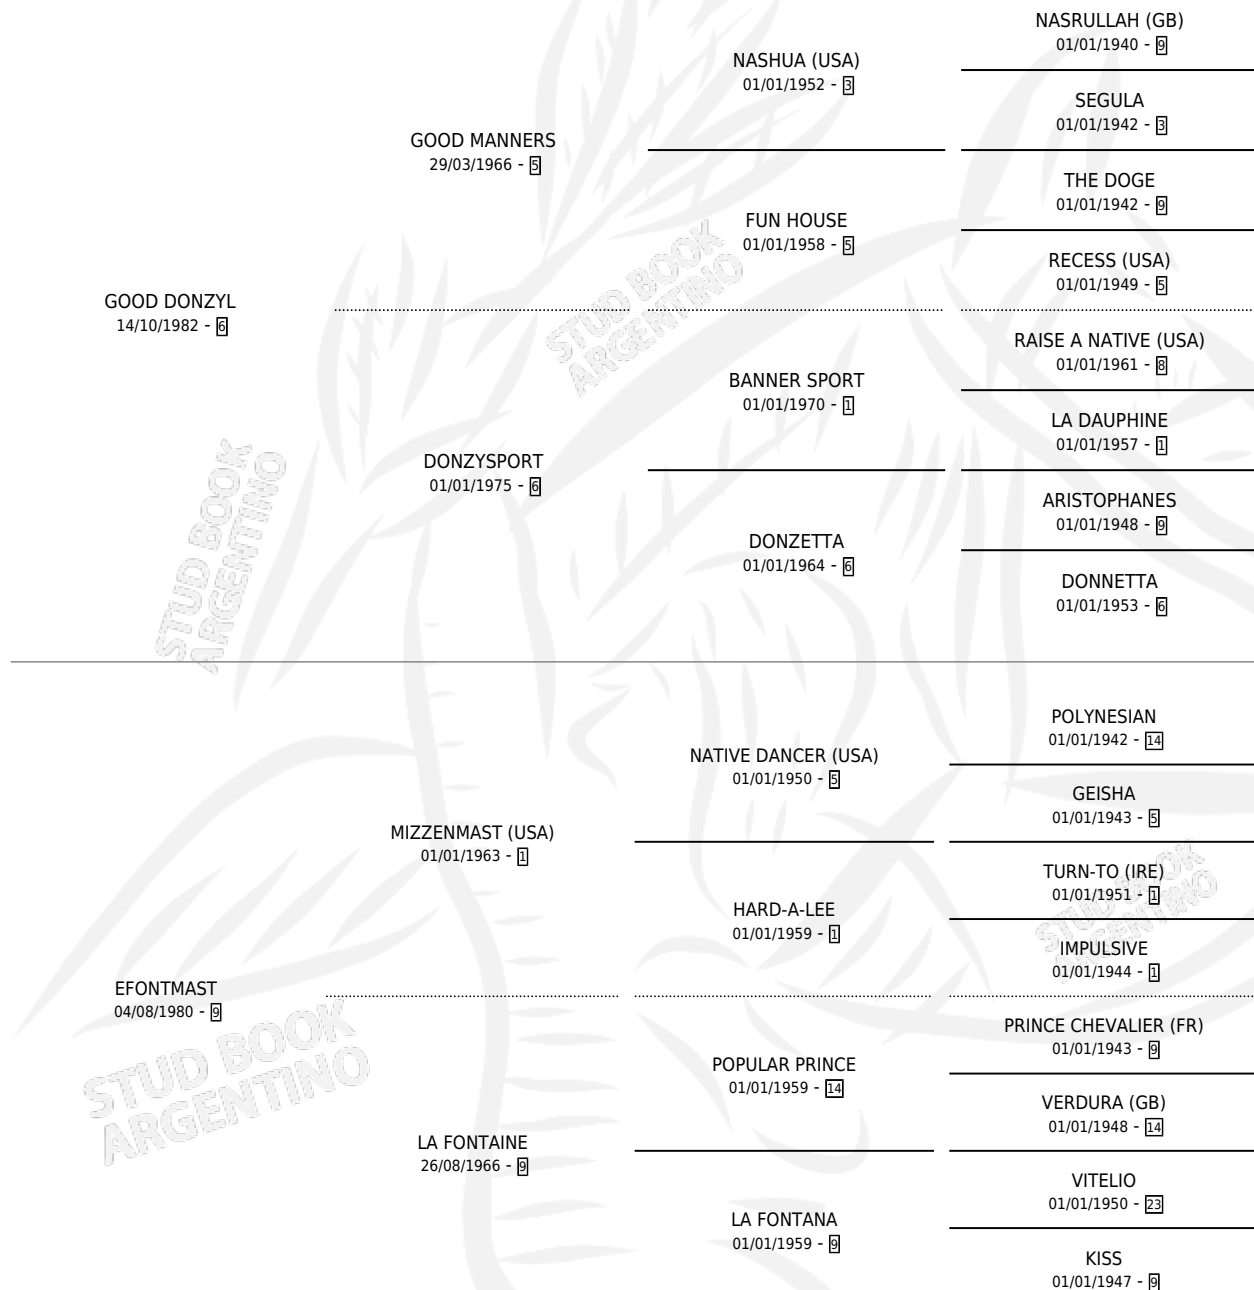 NASRULLAH (GB)
01/01/1940 - 9
NASHUA (USA)
01/01/1952 - 3
SEGULA
01/01/1942 - 3
GOOD MANNERS
29/03/1966 - 5
THE DOGE
01/01/1942 - 9
FUN HOUSE
01/01/1958 - 5
RECESS (USA)
01/01/1949 - 5
GOOD DONZYL
14/10/1982 - 6
RAISE A NATIVE (USA)
01/01/1961 - 8
BANNER SPORT
01/01/1970 - 1
LA DAUPHINE
01/01/1957 - 1
DONZYSPORT
01/01/1975 - 6
ARISTOPHANES
01/01/1948 - 9
DONZETTA
01/01/1964 - 6
DONNETTA
01/01/1953 - 6
POLYNESIAN
01/01/1942 - 14
NATIVE DANCER (USA)
01/01/1950 - 5
GEISHA
01/01/1943 - 5
MIZZENMAST (USA)
01/01/1963 - 1
TURN-TO (IRE)
01/01/1951 - 1
HARD-A-LEE
01/01/1959 - 1
IMPULSIVE
01/01/1944 - 1
EFONTMAST
04/08/1980 - 9
PRINCE CHEVALIER (FR)
01/01/1943 - 9
POPULAR PRINCE
01/01/1959 - 14
VERDURA (GB)
01/01/1948 - 14
LA FONTAINE
26/08/1966 - 9
VITELIO
01/01/1950 - 23
LA FONTANA
01/01/1959 - 9
KISS
01/01/1947 - 9
STUD BOOK
ARGENTINO
STUD BOOK
ARGENTINO
STUD BOOK
ARGENTINO
STUD BOOK
ARGENTINO